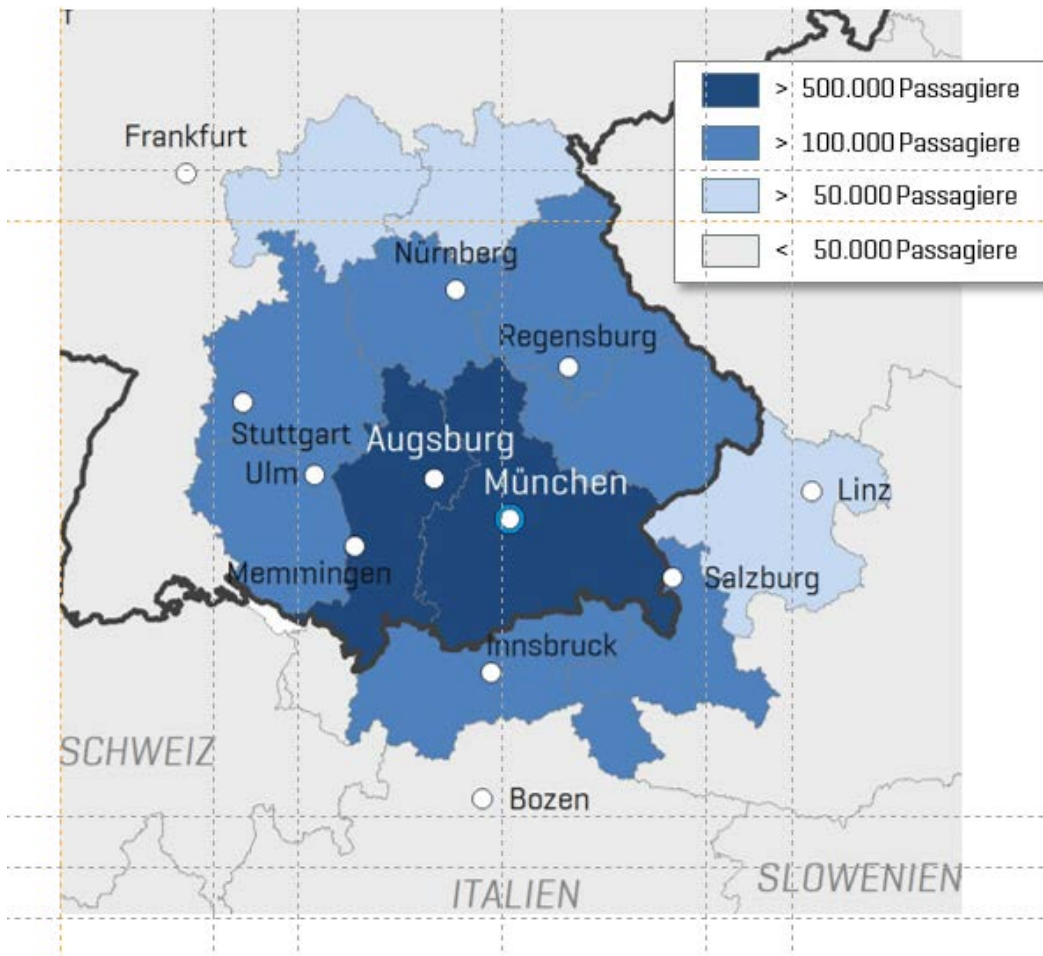 > 500.000 Passagiere
> 100.000 Passagiere
> 50.000 Passagiere
< 50.000 Passagiere
Frankfurt
Nürnberg
Regensburg
Stuttgart
Augsburg
Ulm
München
Linz
Memmingen
Salzburg
Innsbruck
SCHWEIZ
Bozen
ITALIEN
SLOWENIEN